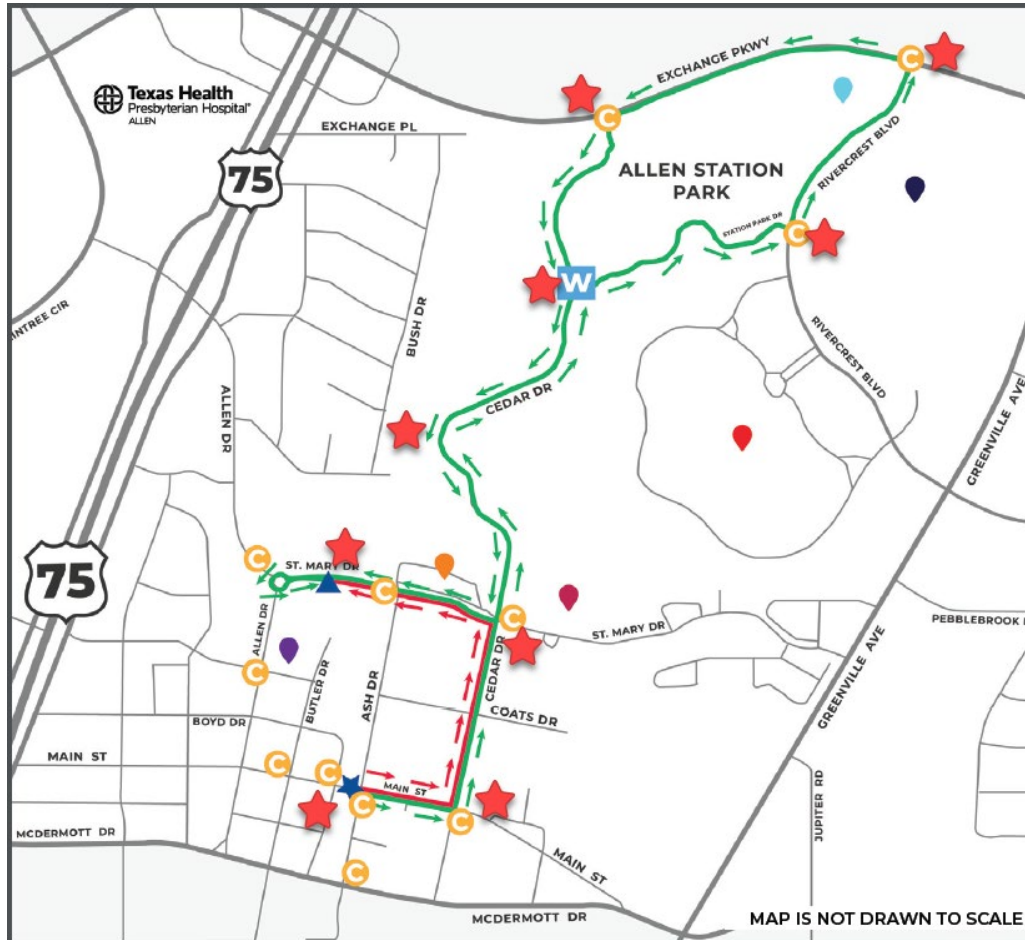 EXCHANGE PKWY
Texas Health
Presbyterian Hospital®
ALLEN
EXCHANGE PL
75
ALLEN STATION
PARK
RIVERCREST BLVD
STATION PARK DR
C
C
C
W
BUSH DR
RIVERCREST BLVD
CEDAR DR
ALLEN DR
GREENVILLE AVE
75
C
ST. MARY DR
C
C
ST. MARY DR
ALLEN DR
CEDAR DR
C
BUTLER DR
ASH DR
COATS DR
BOYD DR
GREENVILLE AVE
MAIN ST
C
C
MAIN ST
C
C
JUPITER RD
MCDERMOTT DR
MAIN ST
C
MCDERMOTT DR
MAP IS NOT DRAWN TO SCALE